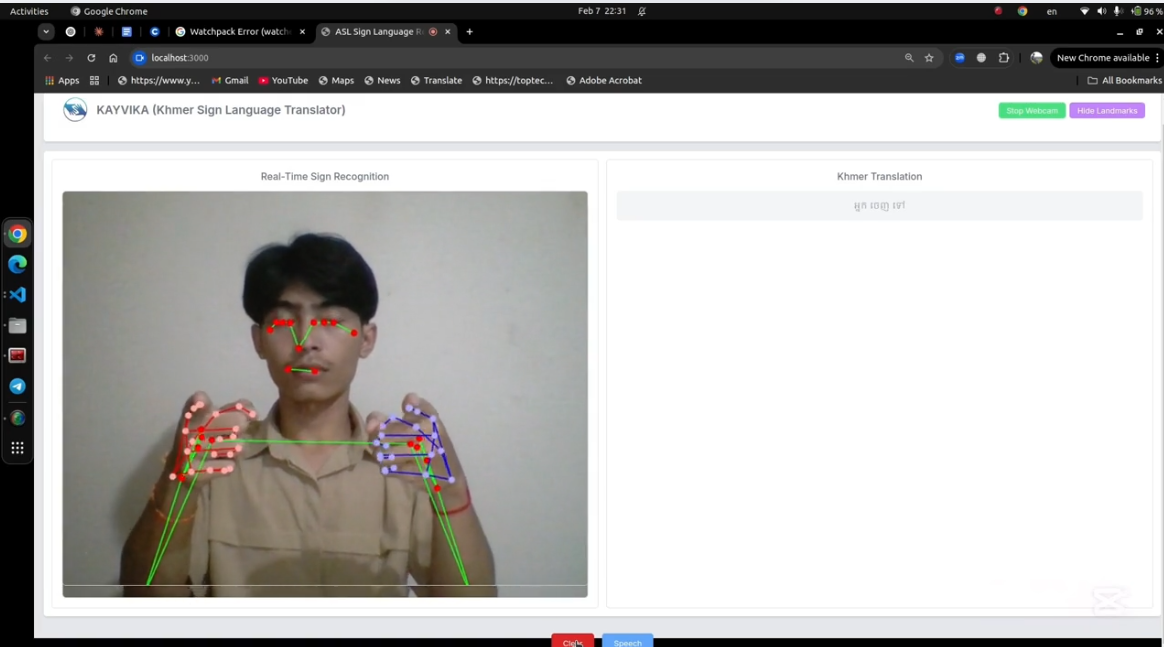 Activities
Google Chrome
Feb 7 22:31
en
96 %
Watchpack Error (watch
ASL Sign Language R
localhost:3000
New Chrome available
Apps
https://www.y...
Gmail
YouTube
Maps
News
Translate
https://toptec...
Adobe Acrobat
All Bookmarks
KAYVIKA (Khmer Sign Language Translator)
Stop Webcam
Hide Landmarks
Real-Time Sign Recognition
Khmer Translation
អ្នក ចេញ ទៅ
Clear
Speech